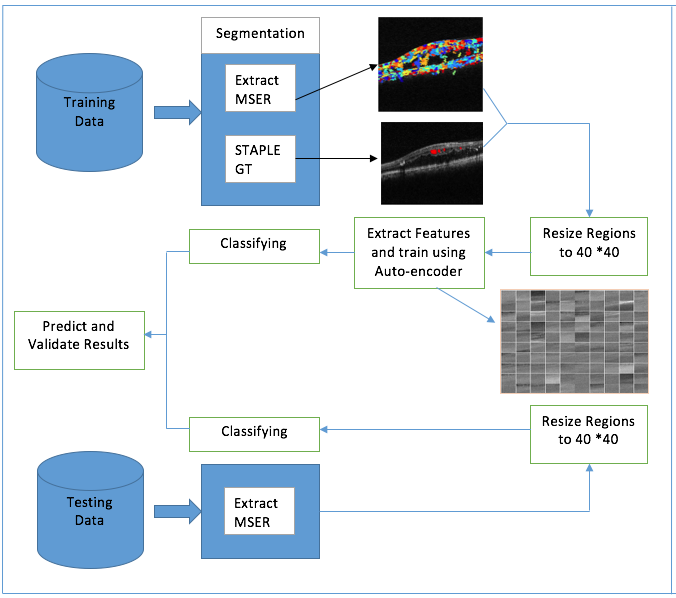 Segmentation
Training
Data
Extract
MSER
STAPLE
GT
Classifying
Extract Features
and train using
Auto-encoder
Resize Regions
to 40 *40
Predict and
Validate Results
Classifying
Resize Regions
to 40 *40
Testing
Data
Extract
MSER